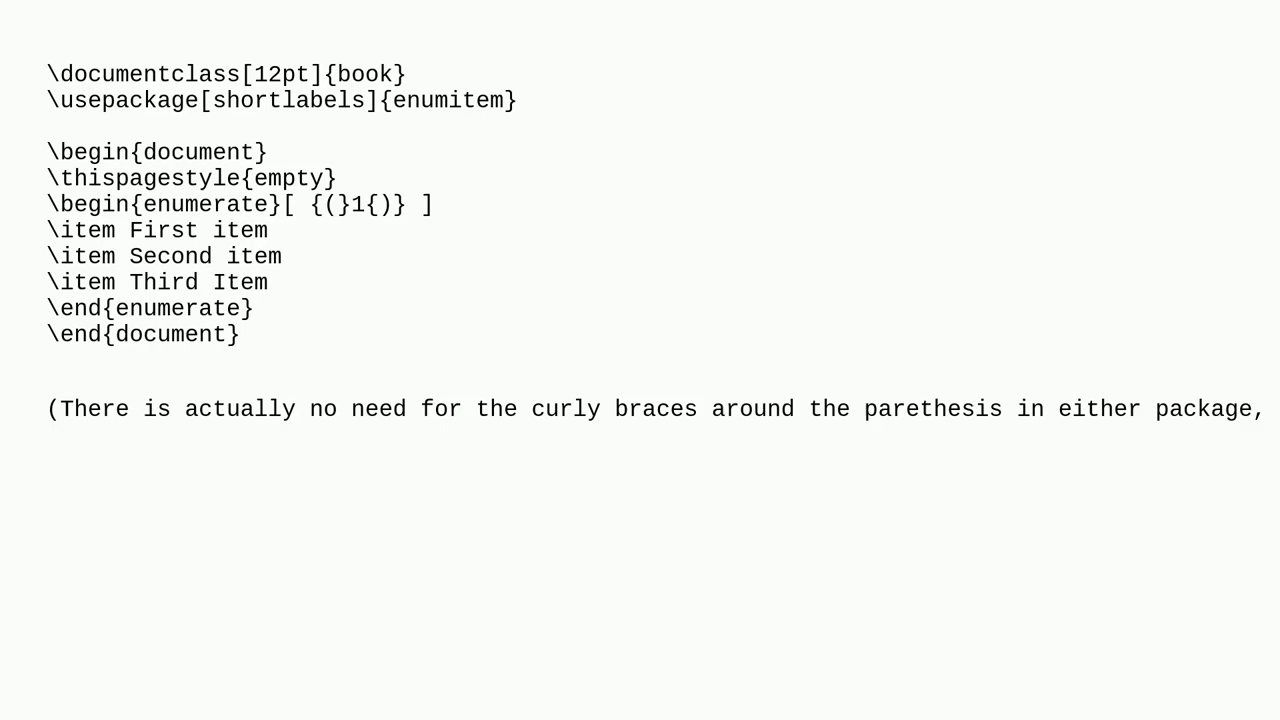 \documentclass[12pt]{book}
\usepackage[shortlabels]{enumitem}
\begin{document}
\thispagestyle{empty}
\begin{enumerate}[ {(}1{)} ]
\item First item
\item Second item
\item Third Item
\end{enumerate}
\end{document}
(There is actually no need for the curly braces around the parethesis in either package,